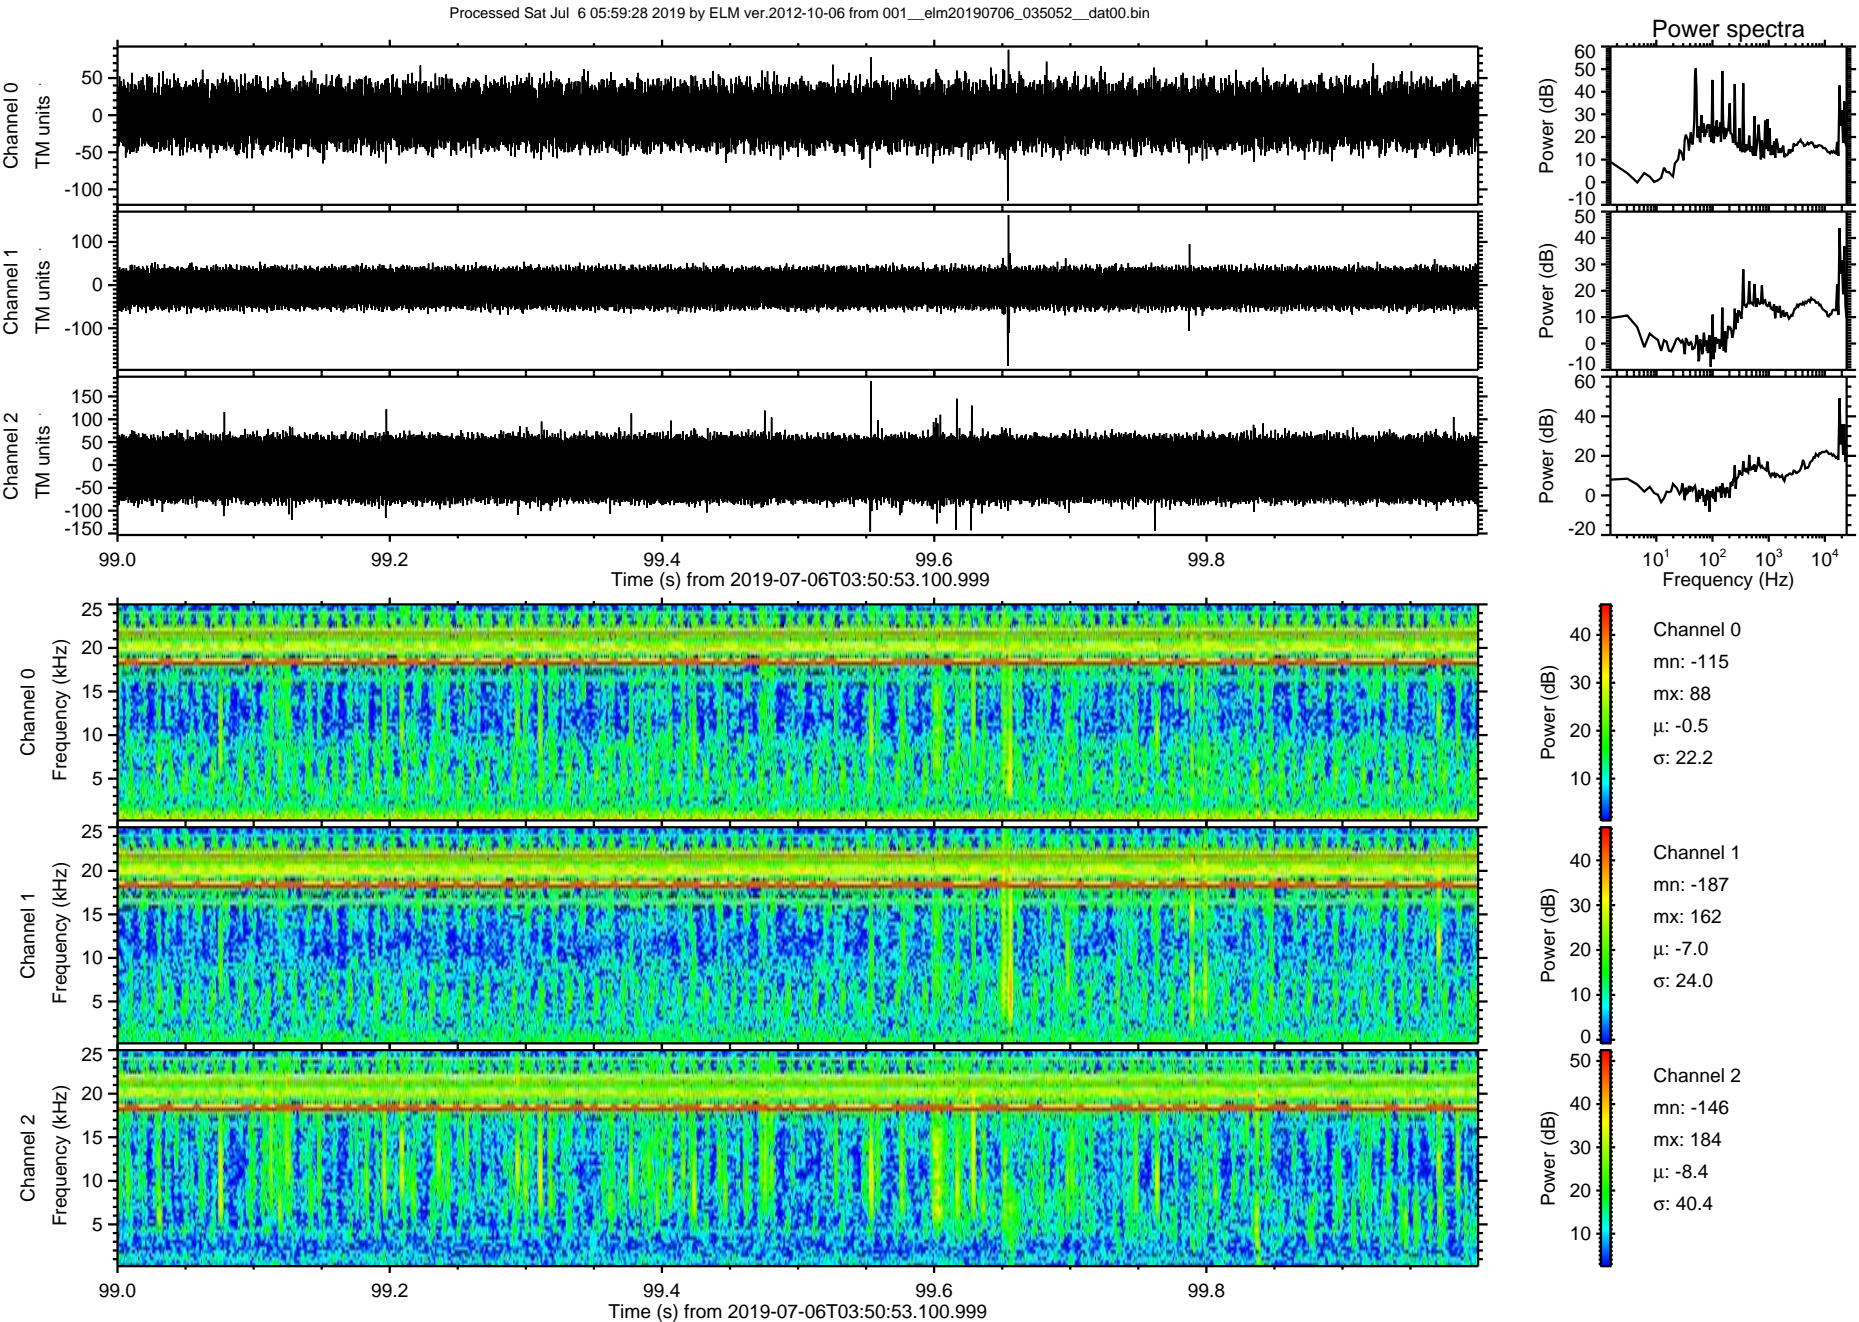 Processed Sat Jul  6 05:59:28 2019 by ELM ver.2012-10-06 from 001__elm20190706_035052__dat00.bin
Power spectra
Channel 0
TM units
50
0
-50
-100
Power (dB)
60
50
40
30
20
10
0
-10
Channel 1
TM units
100
0
-100
Power (dB)
50
40
30
20
10
0
-10
Channel 2
TM units
150
100
50
0
-50
-100
-150
Power (dB)
60
40
20
0
-20
99.0 99.2 99.4 99.6 99.8
Time (s) from 2019-07-06T03:50:53.100.999
10¹ 10² 10³ 10⁴
Frequency (Hz)
Channel 0
Frequency (kHz)
25
20
15
10
5
Power (dB)
40
30
20
10
Channel 0
mn: -115
mx: 88
μ: -0.5
σ: 22.2
Channel 1
Frequency (kHz)
25
20
15
10
5
Power (dB)
40
30
20
10
0
Channel 1
mn: -187
mx: 162
μ: -7.0
σ: 24.0
Channel 2
Frequency (kHz)
25
20
15
10
5
Power (dB)
50
40
30
20
10
Channel 2
mn: -146
mx: 184
μ: -8.4
σ: 40.4
99.0 99.2 99.4 99.6 99.8
Time (s) from 2019-07-06T03:50:53.100.999